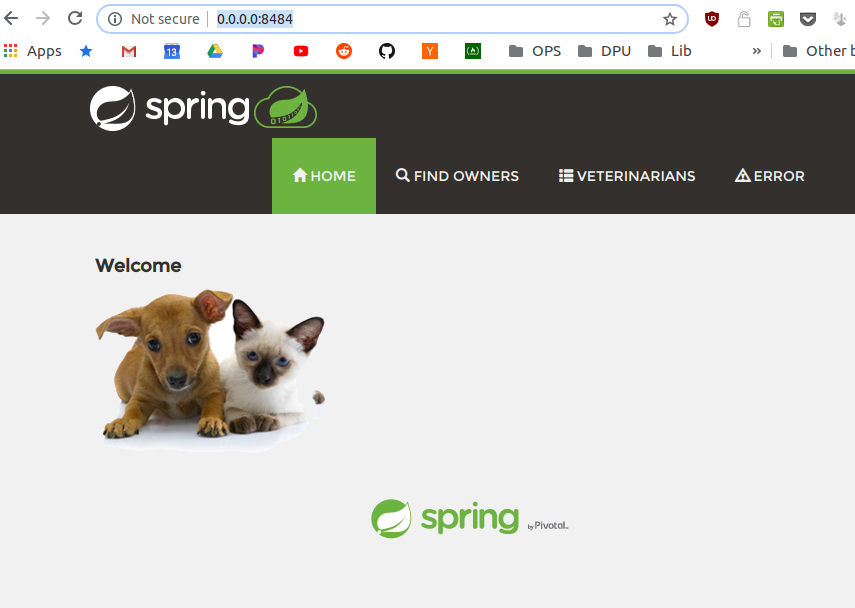 Not secure | 0.0.0.0:8484
Apps 13 Y OPS DPU Lib » Other b
spring
HOME FIND OWNERS VETERINARIANS ERROR
Welcome
spring by Pivotal.